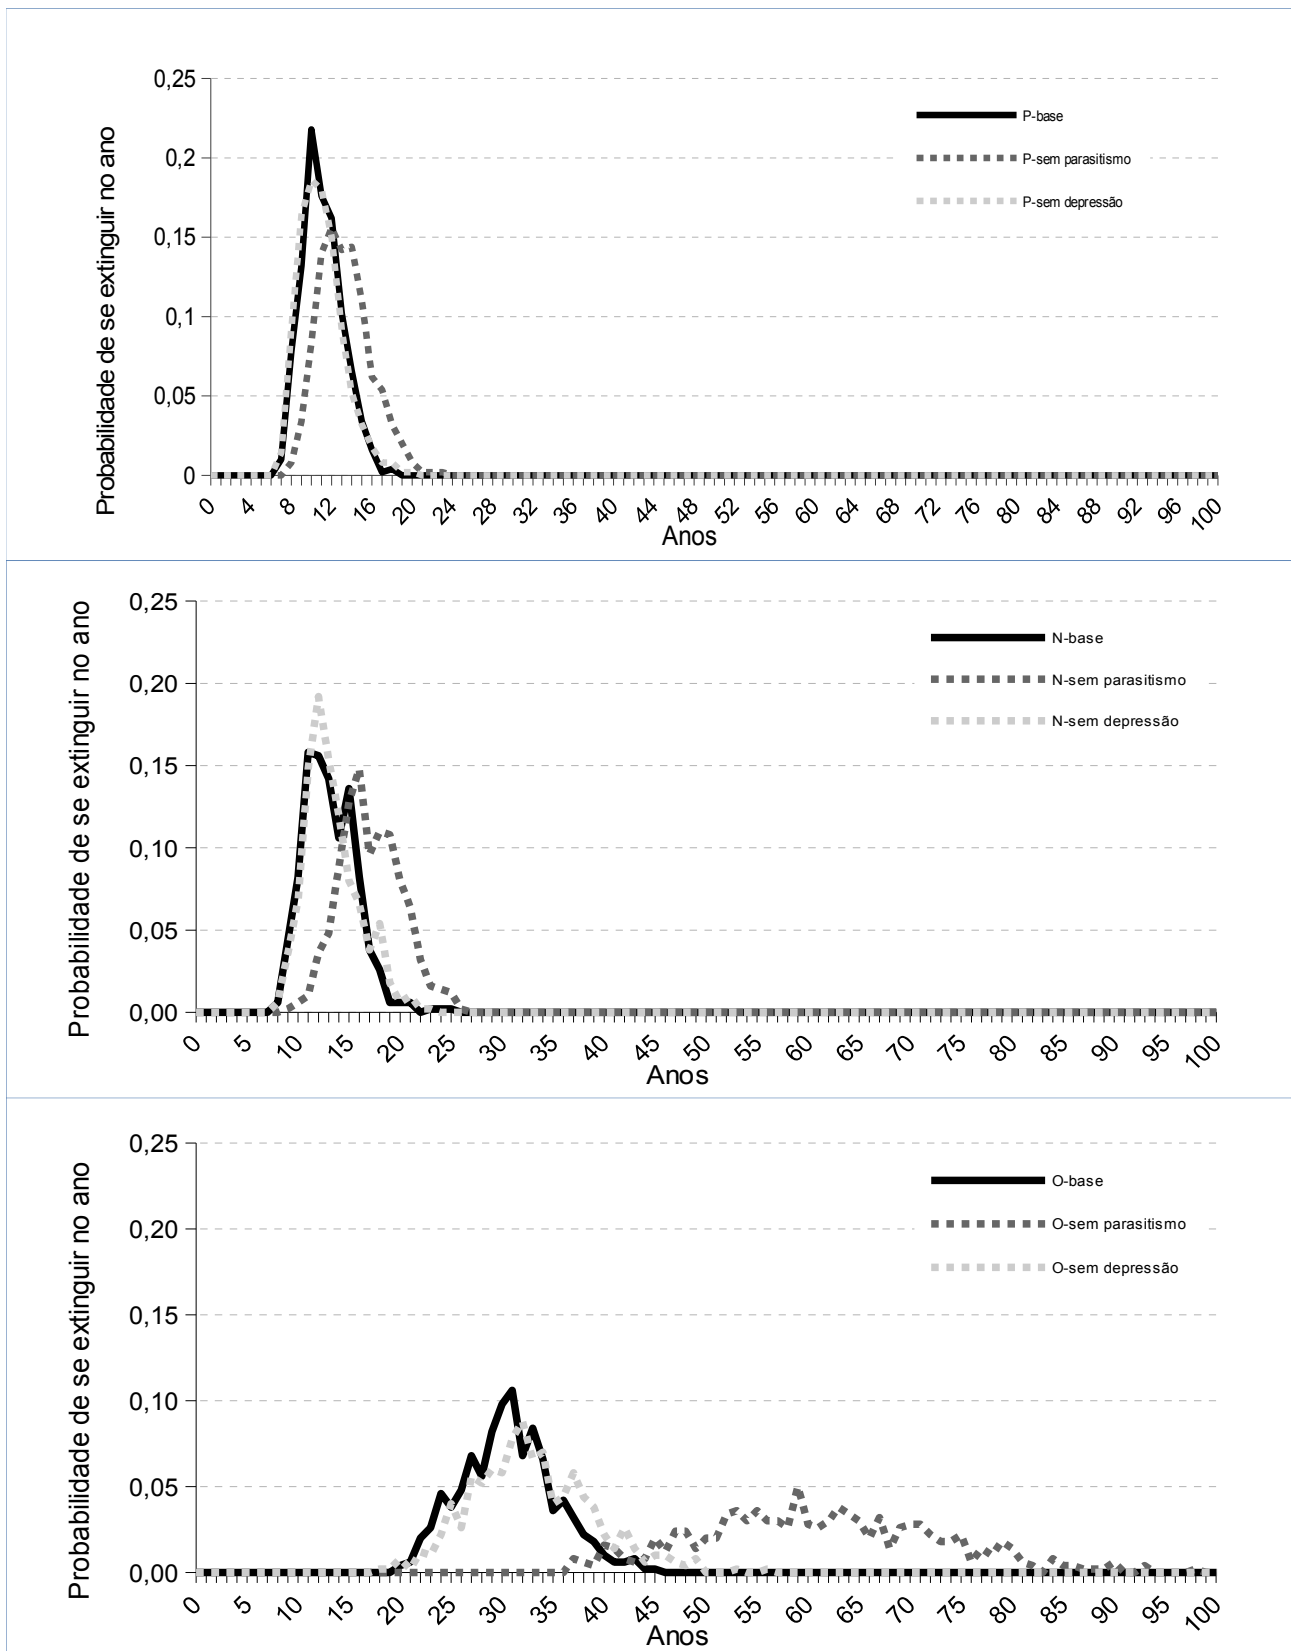 0,25
0,2
0,15
0,1
0,05
0
Probabilidade de se extinguir no ano
P-base
P-sem parasitismo
P-sem depressão
0 4 8 12 16 20 24 28 32 36 40 44 48 52 56 60 64 68 72 76 80 84 88 92 96 100
Anos
0,25
0,20
0,15
0,10
0,05
0,00
Probabilidade de se extinguir no ano
N-base
N-sem parasitismo
N-sem depressão
0 5 10 15 20 25 30 35 40 45 50 55 60 65 70 75 80 85 90 95 100
Anos
0,25
0,20
0,15
0,10
0,05
0,00
Probabilidade de se extinguir no ano
O-base
O-sem parasitismo
O-sem depressão
0 5 10 15 20 25 30 35 40 45 50 55 60 65 70 75 80 85 90 95 100
Anos